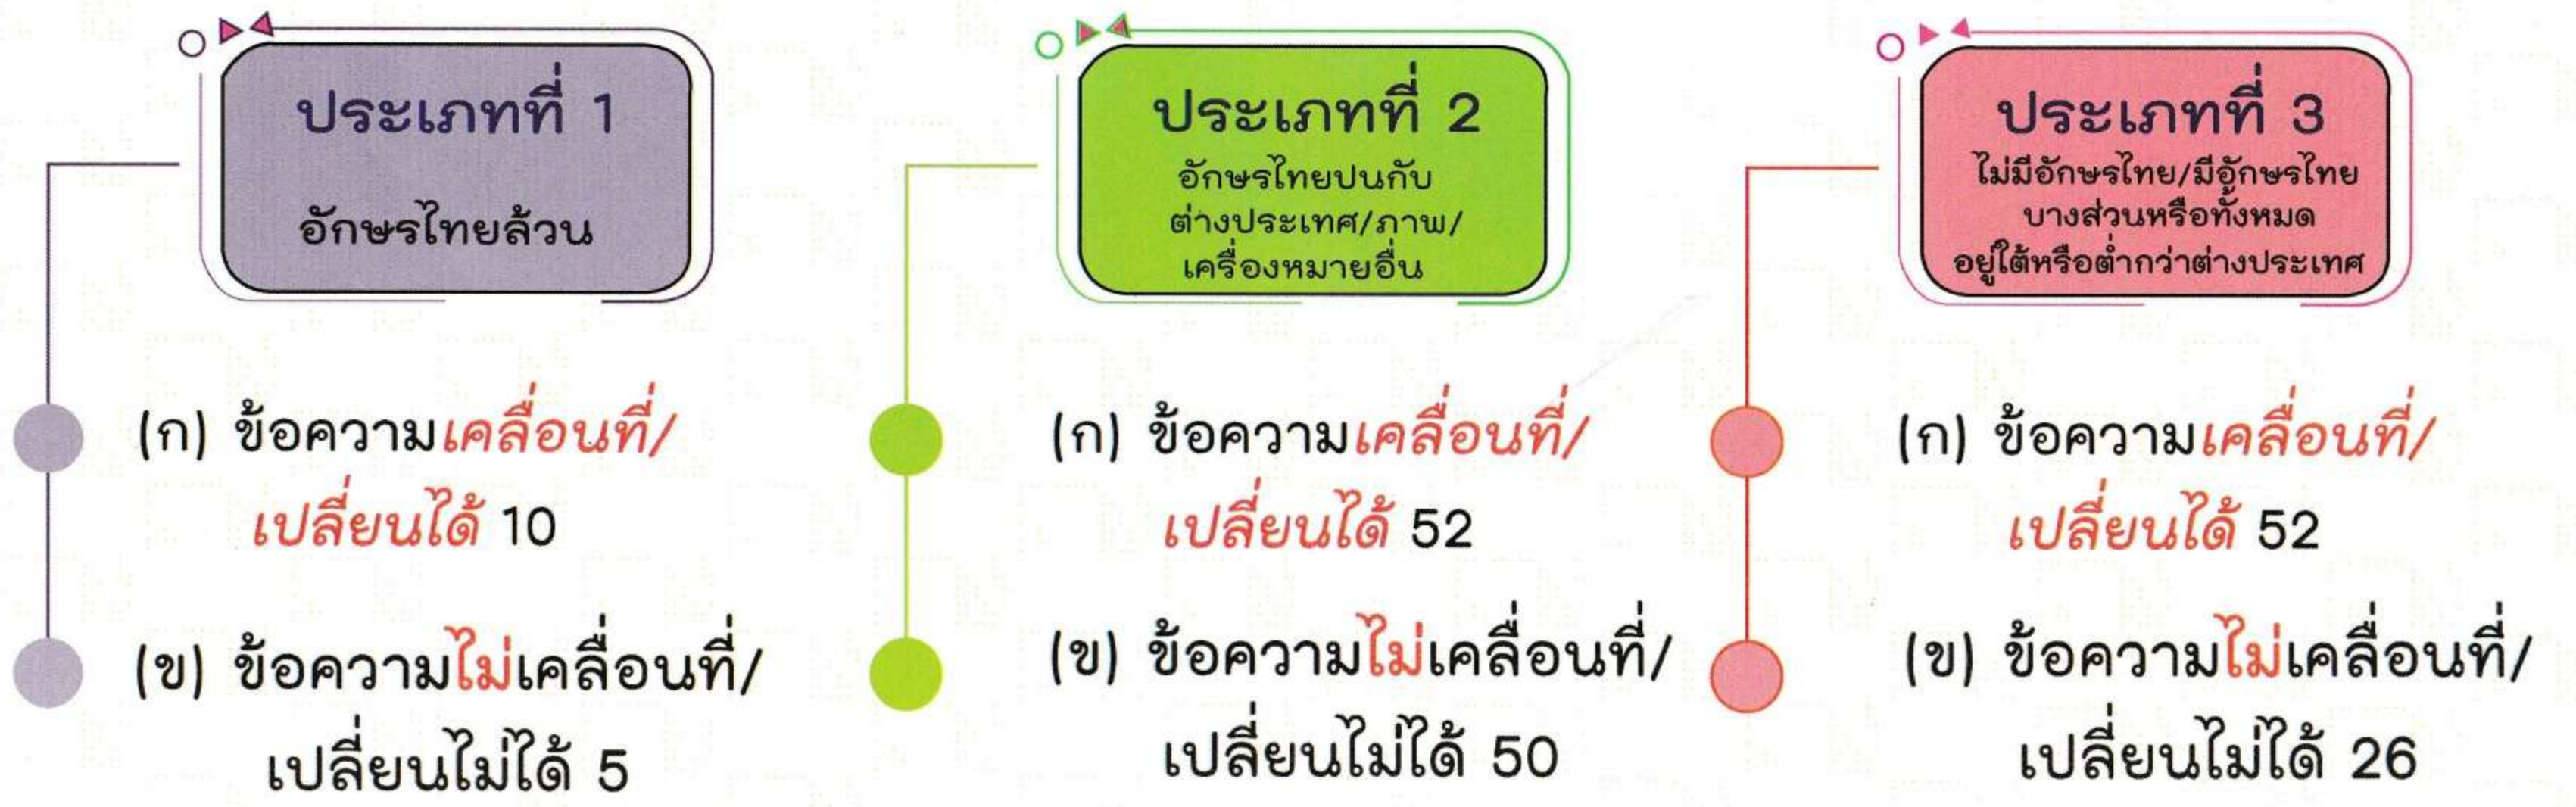 ประเภทที่ 1
อักษรไทยล้วน
(ก) ข้อความเคลื่อนที่/
เปลี่ยนได้ 10
(ข) ข้อความไม่เคลื่อนที่/
เปลี่ยนไม่ได้ 5
ประเภทที่ 2
อักษรไทยปนกับ
ต่างประเทศ/ภาพ/
เครื่องหมายอื่น
(ก) ข้อความเคลื่อนที่/
เปลี่ยนได้ 52
(ข) ข้อความไม่เคลื่อนที่/
เปลี่ยนไม่ได้ 50
ประเภทที่ 3
ไม่มีอักษรไทย/มีอักษรไทย
บางส่วนหรือทั้งหมด
อยู่ใต้หรือต่ำกว่าต่างประเทศ
(ก) ข้อความเคลื่อนที่/
เปลี่ยนได้ 52
(ข) ข้อความไม่เคลื่อนที่/
เปลี่ยนไม่ได้ 26